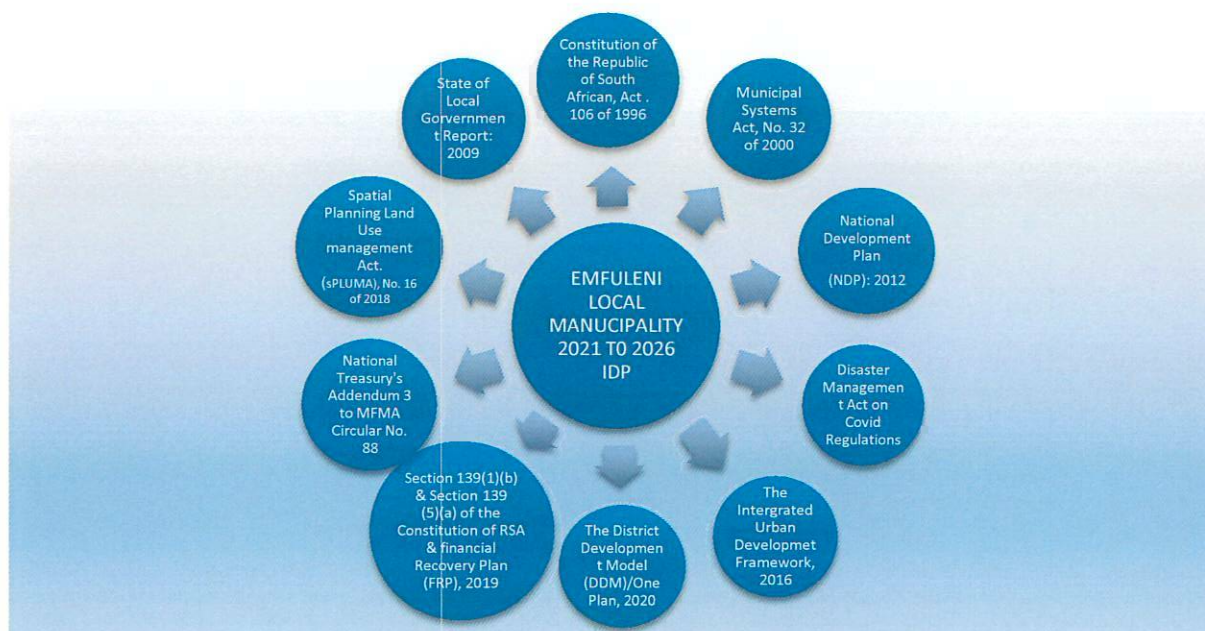 Constitution of
the Republic
of South
African, Act .
106 of 1996
Municipal
Systems
Act, No. 32
of 2000
National
Development
Plan
(NDP): 2012
Disaster
Managemen
t Act on
Covid
Regulations
The
Intergrated
Urban
Developmet
Framework,
2016
The District
Developmen
t Model
(DDM)/One
Plan, 2020
Section 139(1)(b)
& Section 139
(5)(a) of the
Constitution of RSA
& financial
Recovery Plan
(FRP), 2019
National
Treasury's
Addendum 3
to MFMA
Circular No.
88
Spatial
Planning Land
Use
management
Act.
(sPLUMA), No. 16
of 2018
State of
Local
Gorvernmen
t Report:
2009
EMFULENI
LOCAL
MANUCIPALITY
2021 T0 2026
IDP